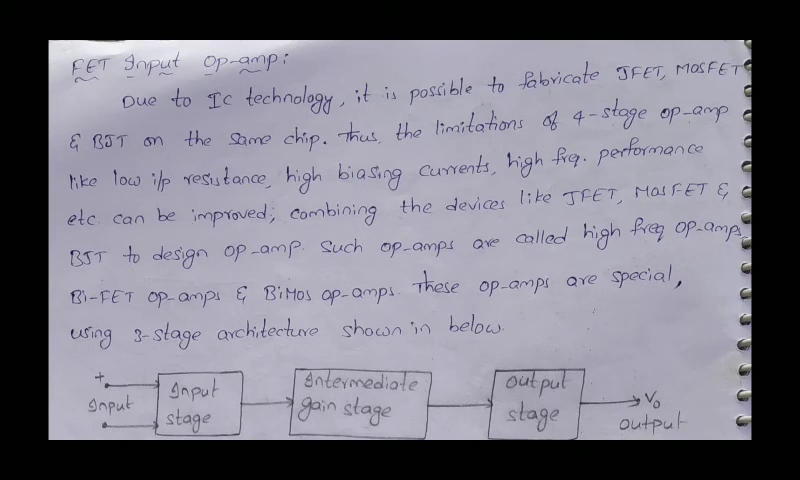 FET Input Op-amp:
Due to IC technology, it is possible to fabricate JFET, MOSFET
& BJT on the same chip. Thus, the limitations of 4-stage op-amp
like low i/p resistance, high biasing currents, high freq. performance
etc. can be improved; combining the devices like JFET, MOSFET &
BJT to design op-amp. Such op-amps are called high freq op-amps,
Bi-FET op-amps & BiMOS op-amps. These op-amps are special,
using 3-stage architecture shown in below.
+
Input
-
Input
stage
Intermediate
gain stage
output
stage
Vo
output